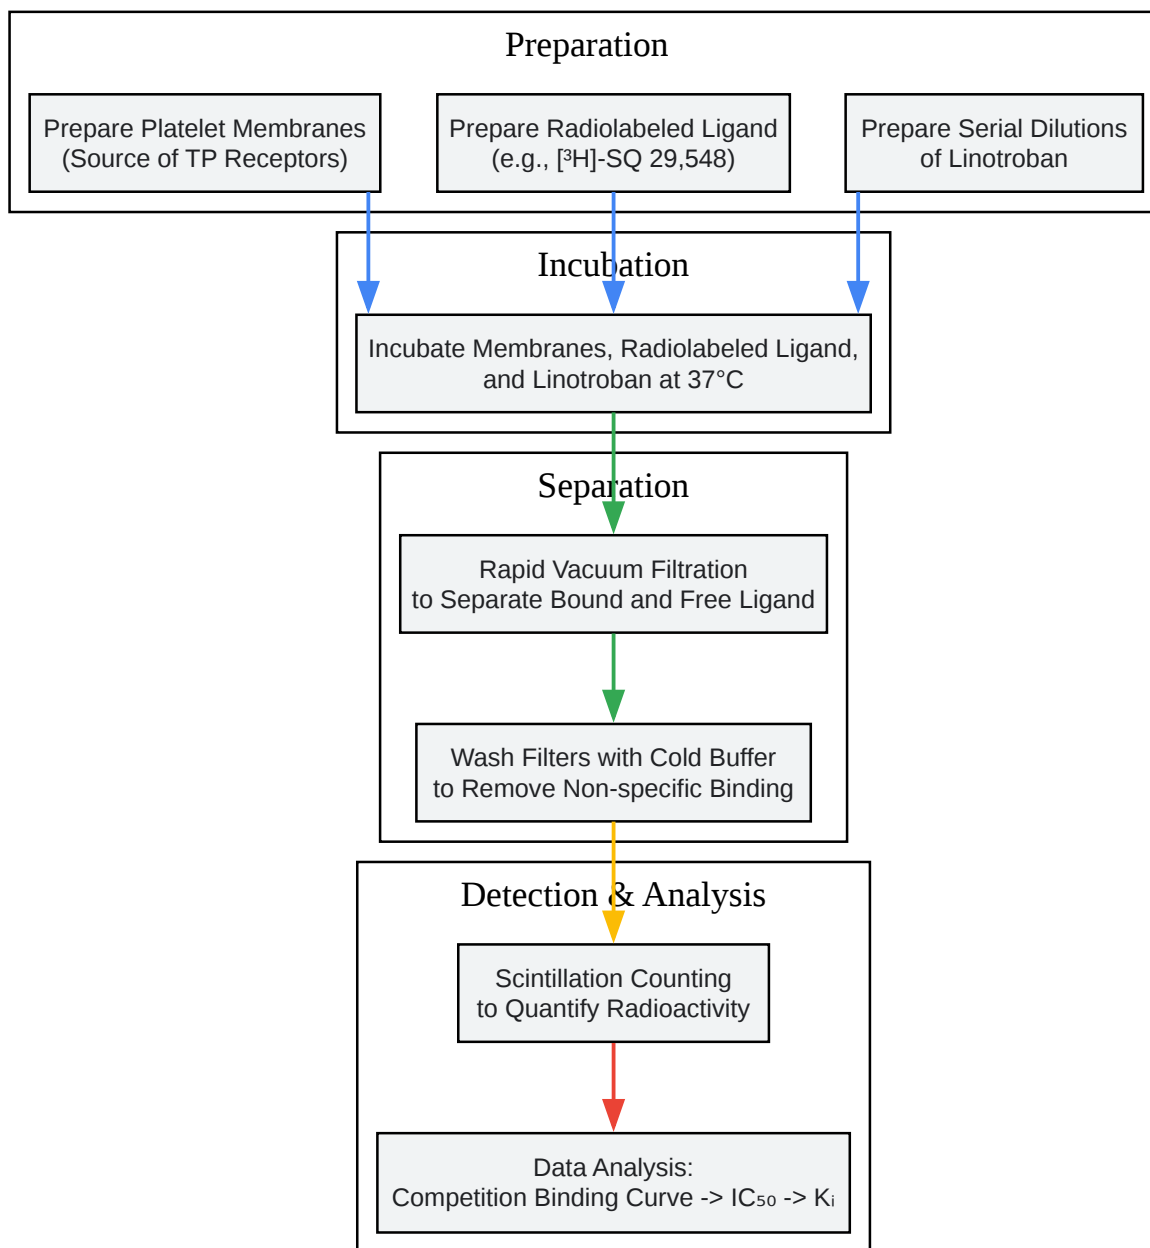 Preparation
Prepare Platelet Membranes
(Source of TP Receptors)
Prepare Radiolabeled Ligand
(e.g., [³H]-SQ 29,548)
Prepare Serial Dilutions
of Linotroban
Incubation
Incubate Membranes, Radiolabeled Ligand,
and Linotroban at 37°C
Separation
Rapid Vacuum Filtration
to Separate Bound and Free Ligand
Wash Filters with Cold Buffer
to Remove Non-specific Binding
Detection & Analysis
Scintillation Counting
to Quantify Radioactivity
Data Analysis:
Competition Binding Curve -> IC₅₀ -> Kᵢ